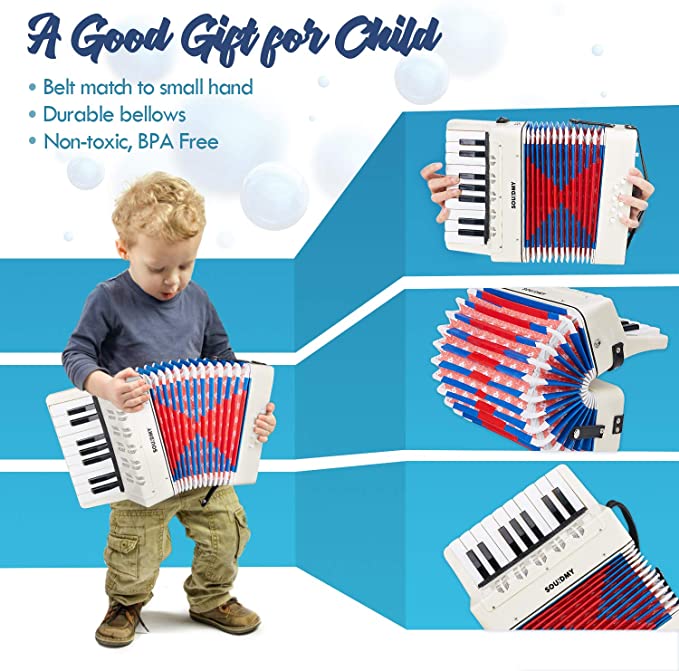 A Good Gift for Child
• Belt match to small hand
• Durable bellows
• Non-toxic, BPA Free
SOUIDMY
SOUIDMY
SOUIDMY
SOUIDMY